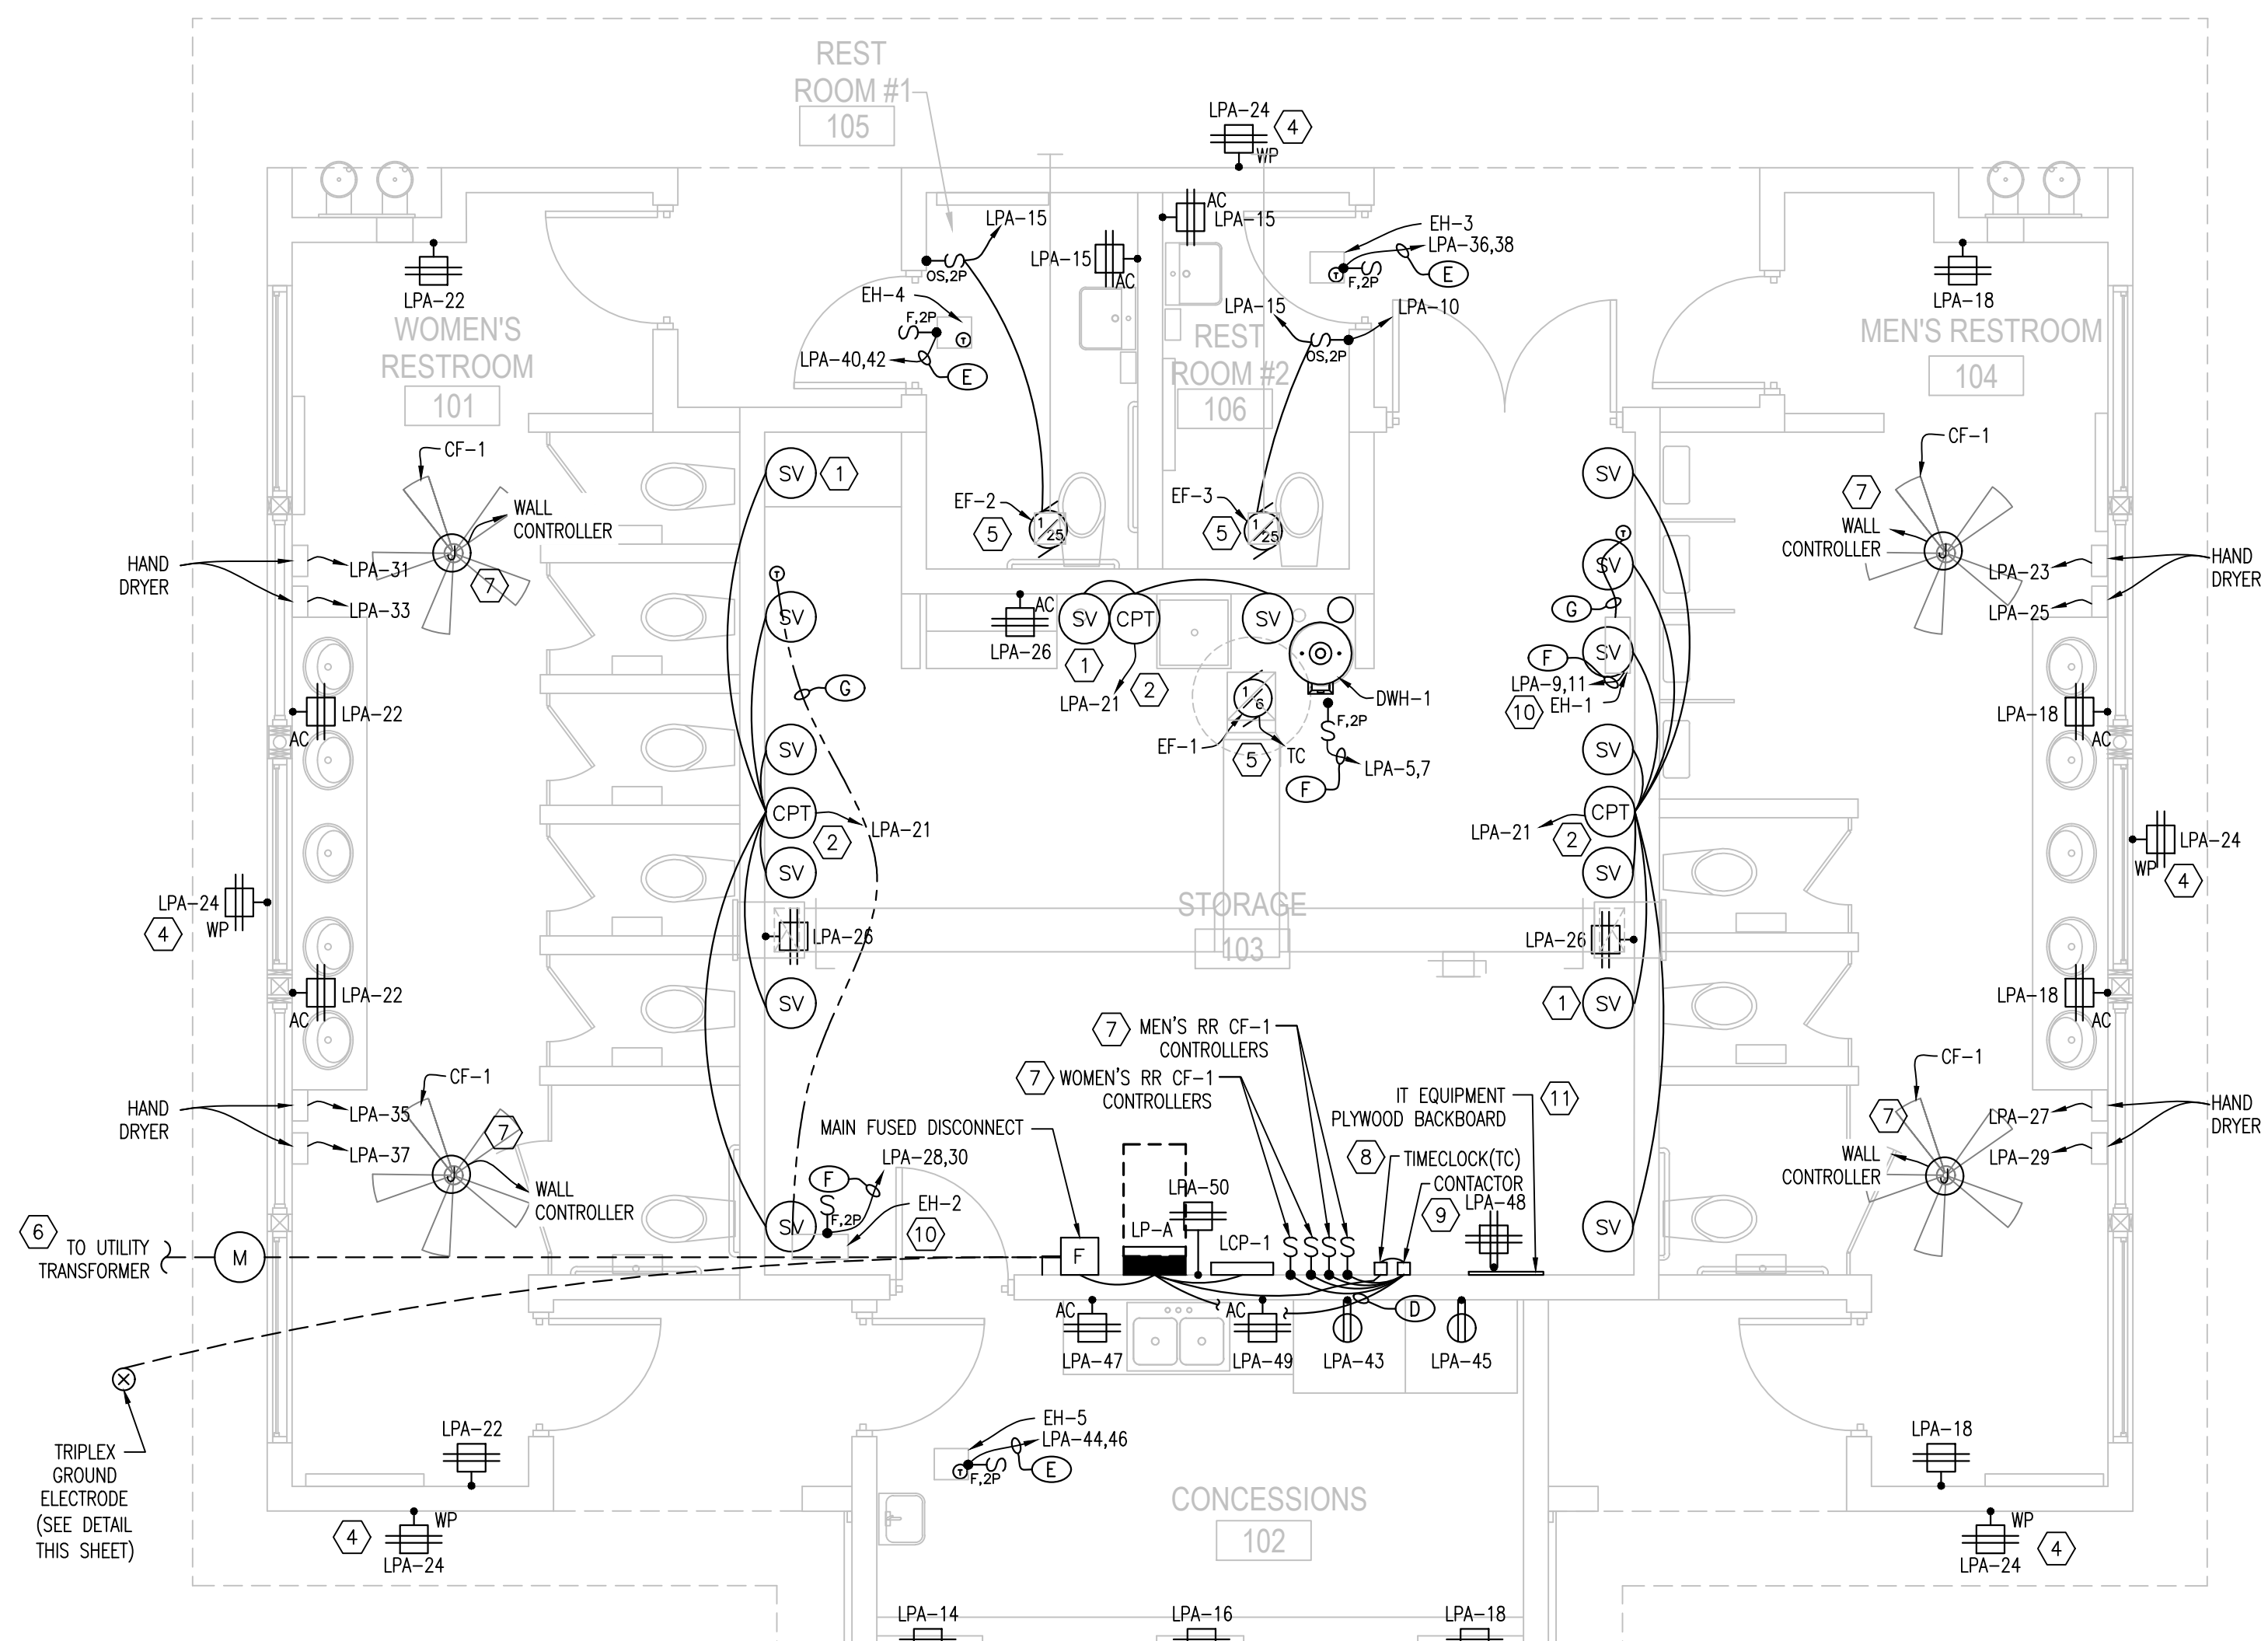 REST
ROOM #1
105
LPA-24
4
WP
AC
LPA-15
LPA-15
LPA-15
AC
OS,2P
EH-3
LPA-36,38
E
T
F,2P
LPA-22
WOMEN'S
RESTROOM
101
EH-4
F,2P
T
LPA-40,42
E
LPA-15
LPA-10
OS,2P
REST
ROOM #2
106
LPA-18
MEN'S RESTROOM
104
CF-1
J
WALL
CONTROLLER
7
HAND
DRYER
LPA-31
LPA-33
SV
1
EF-2
5
1
25
EF-3
5
1
25
SV
T
SV
G
CF-1
7
WALL
CONTROLLER
J
LPA-23
LPA-25
HAND
DRYER
T
SV
G
AC
LPA-26
SV
1
CPT
2
LPA-21
SV
DWH-1
1
6
EF-1
5
TC
F,2P
LPA-5,7
F
SV
F
LPA-9,11
10
EH-1
LPA-22
AC
LPA-18
AC
SV
CPT
2
LPA-21
SV
SV
LPA-21
CPT
2
SV
LPA-24
4
WP
LPA-24
WP
4
STORAGE
103
LPA-26
LPA-26
LPA-22
AC
SV
SV
1
LPA-18
AC
7
MEN'S RR CF-1
CONTROLLERS
7
WOMEN'S RR CF-1
CONTROLLERS
IT EQUIPMENT
PLYWOOD BACKBOARD
11
CF-1
J
7
WALL
CONTROLLER
HAND
DRYER
LPA-35
LPA-37
MAIN FUSED DISCONNECT
LPA-28,30
F
F,2P
EH-2
10
SV
8
TIMECLOCK(TC)
CONTACTOR
9
LPA-48
LPA-50
LP-A
LCP-1
F
SV
CF-1
7
WALL
CONTROLLER
J
LPA-27
LPA-29
HAND
DRYER
6
TO UTILITY
TRANSFORMER
M
AC
LPA-47
AC
LPA-49
D
LPA-43
LPA-45
TRIPLEX
GROUND
ELECTRODE
(SEE DETAIL
THIS SHEET)
LPA-22
WP
4
LPA-24
EH-5
LPA-44,46
E
T
F,2P
CONCESSIONS
102
LPA-18
WP
LPA-24
4
LPA-14
LPA-16
LPA-18